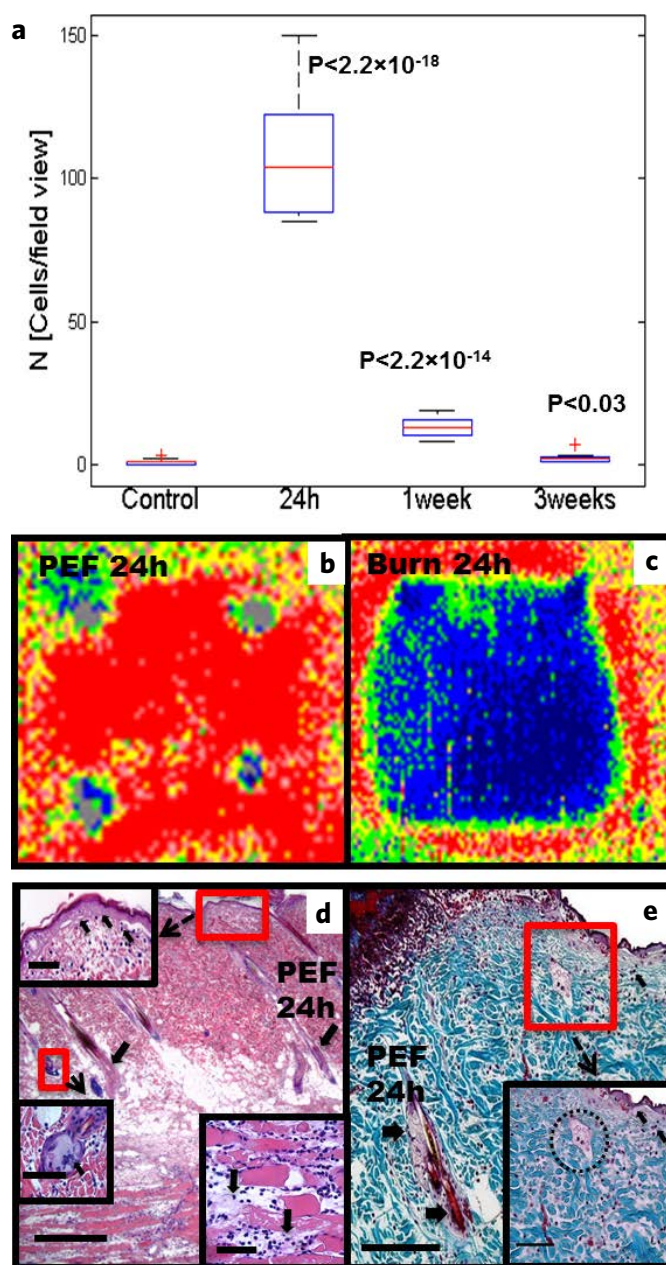 a
150
P<2.2×10⁻¹⁸
100
N [Cells/field view]
50
P<2.2×10⁻¹⁴
P<0.03
0
Control 24h 1week 3weeks
PEF 24h b
Burn 24h c
d
PEF
24h
e
PEF
24h